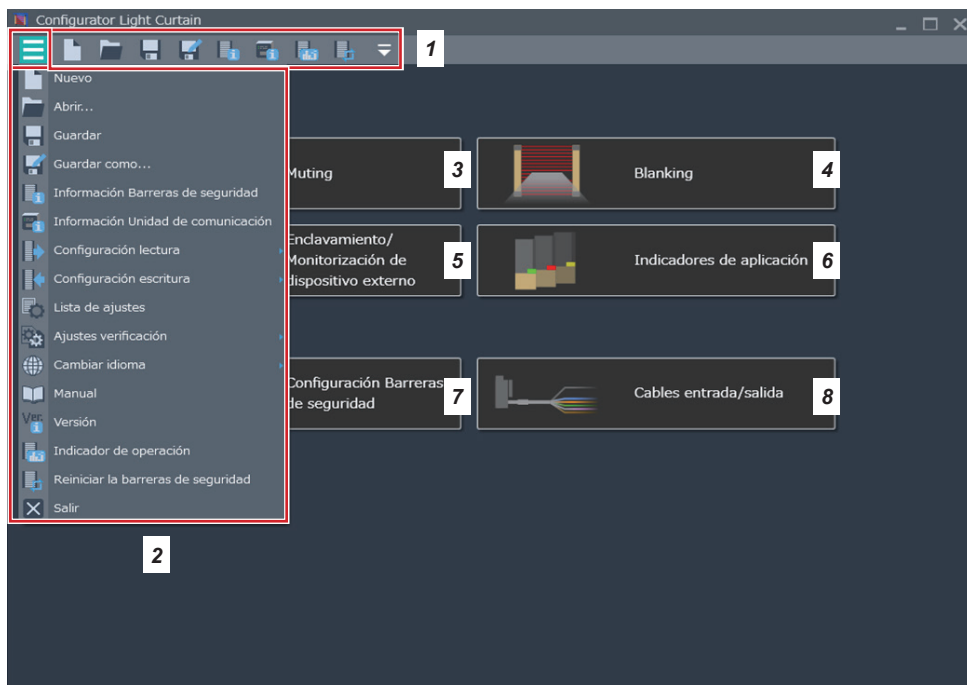 Configurator Light Curtain
1
Nuevo
Abrir...
Guardar
Guardar como...
Información Barreras de seguridad
Información Unidad de comunicación
Configuración lectura
Configuración escritura
Lista de ajustes
Ajustes verificación
Cambiar idioma
Manual
Ver.
Versión
Indicador de operación
Reiniciar la barreras de seguridad
Salir
2
Muting
3
Blanking
4
Enclavamiento/
Monitorización de
dispositivo externo
5
Indicadores de aplicación
6
Configuración Barreras
de seguridad
7
Cables entrada/salida
8